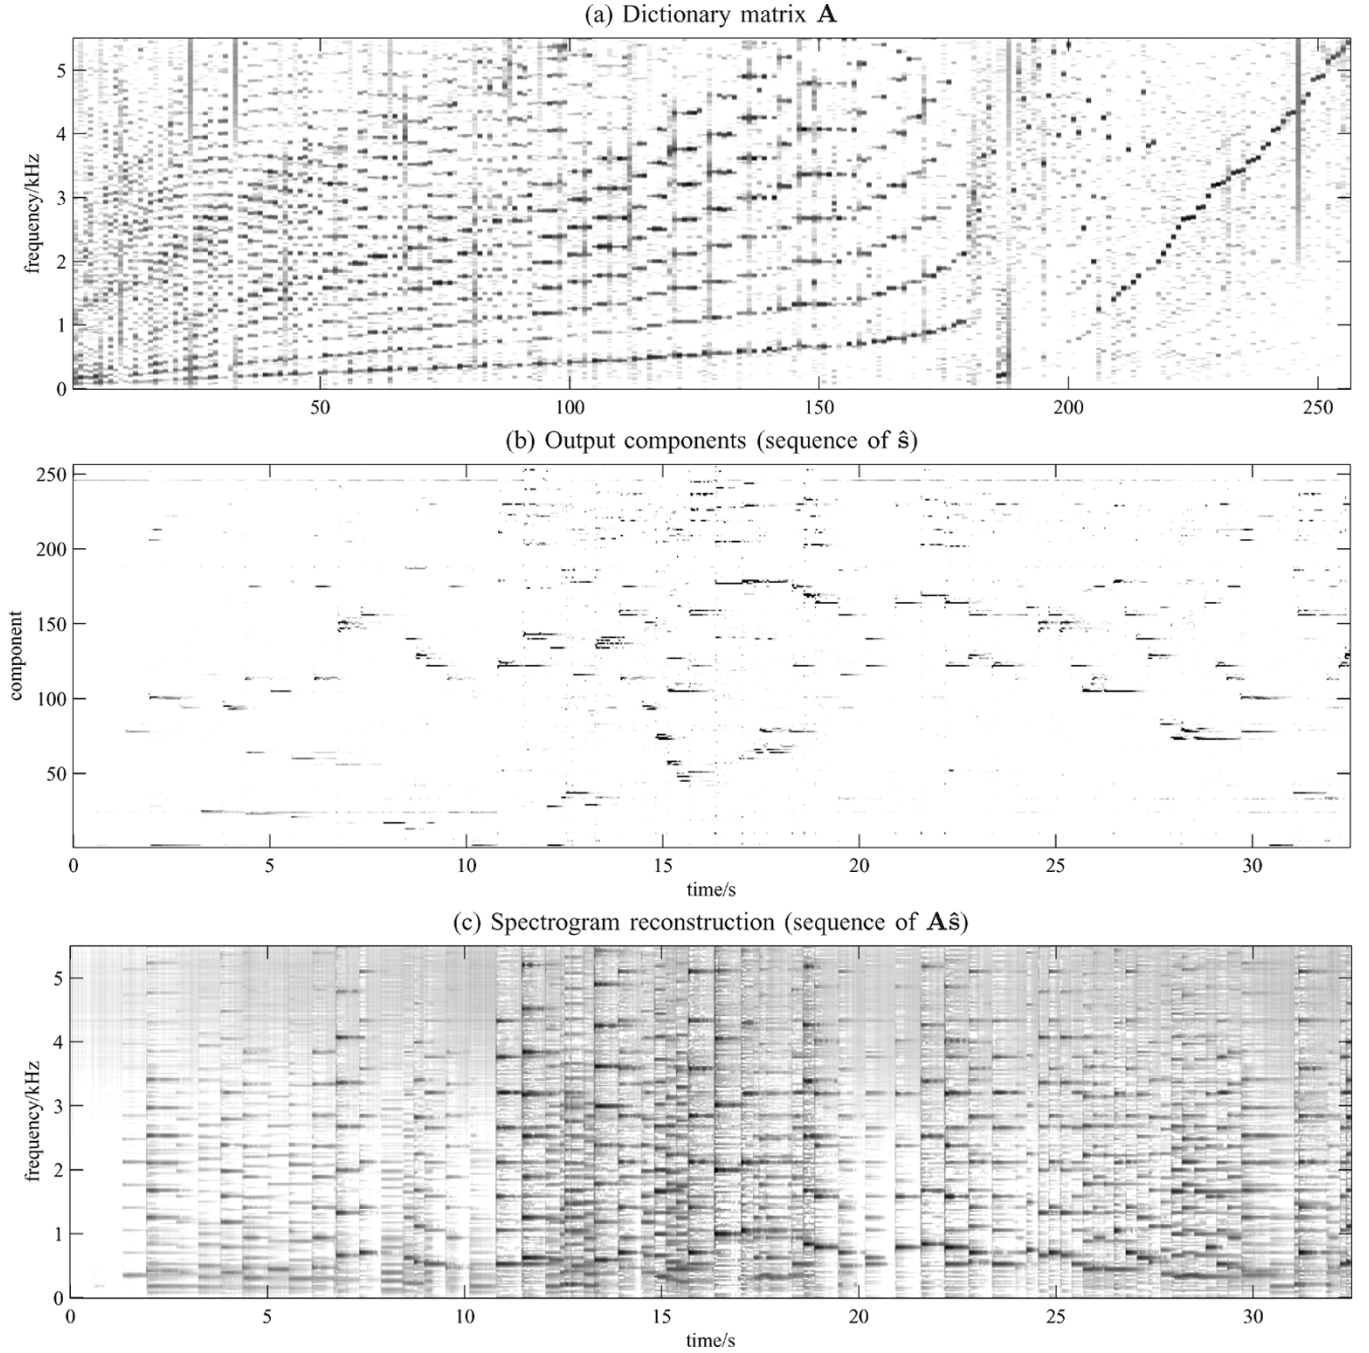 (a) Dictionary matrix A
frequency/kHz
5
4
3
2
1
0
50 100 150 200 250
(b) Output components (sequence of ŝ)
component
250
200
150
100
50
0 5 10 15 20 25 30
time/s
(c) Spectrogram reconstruction (sequence of Aŝ)
frequency/kHz
5
4
3
2
1
0
0 5 10 15 20 25 30
time/s